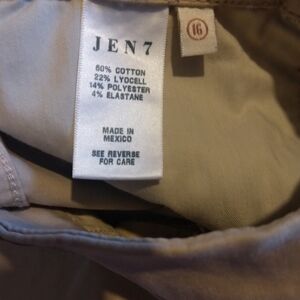 JEN7
60% COTTON
22% LYOCELL
14% POLYESTER
4% ELASTANE
MADE IN
MEXICO
SEE REVERSE
FOR CARE
16